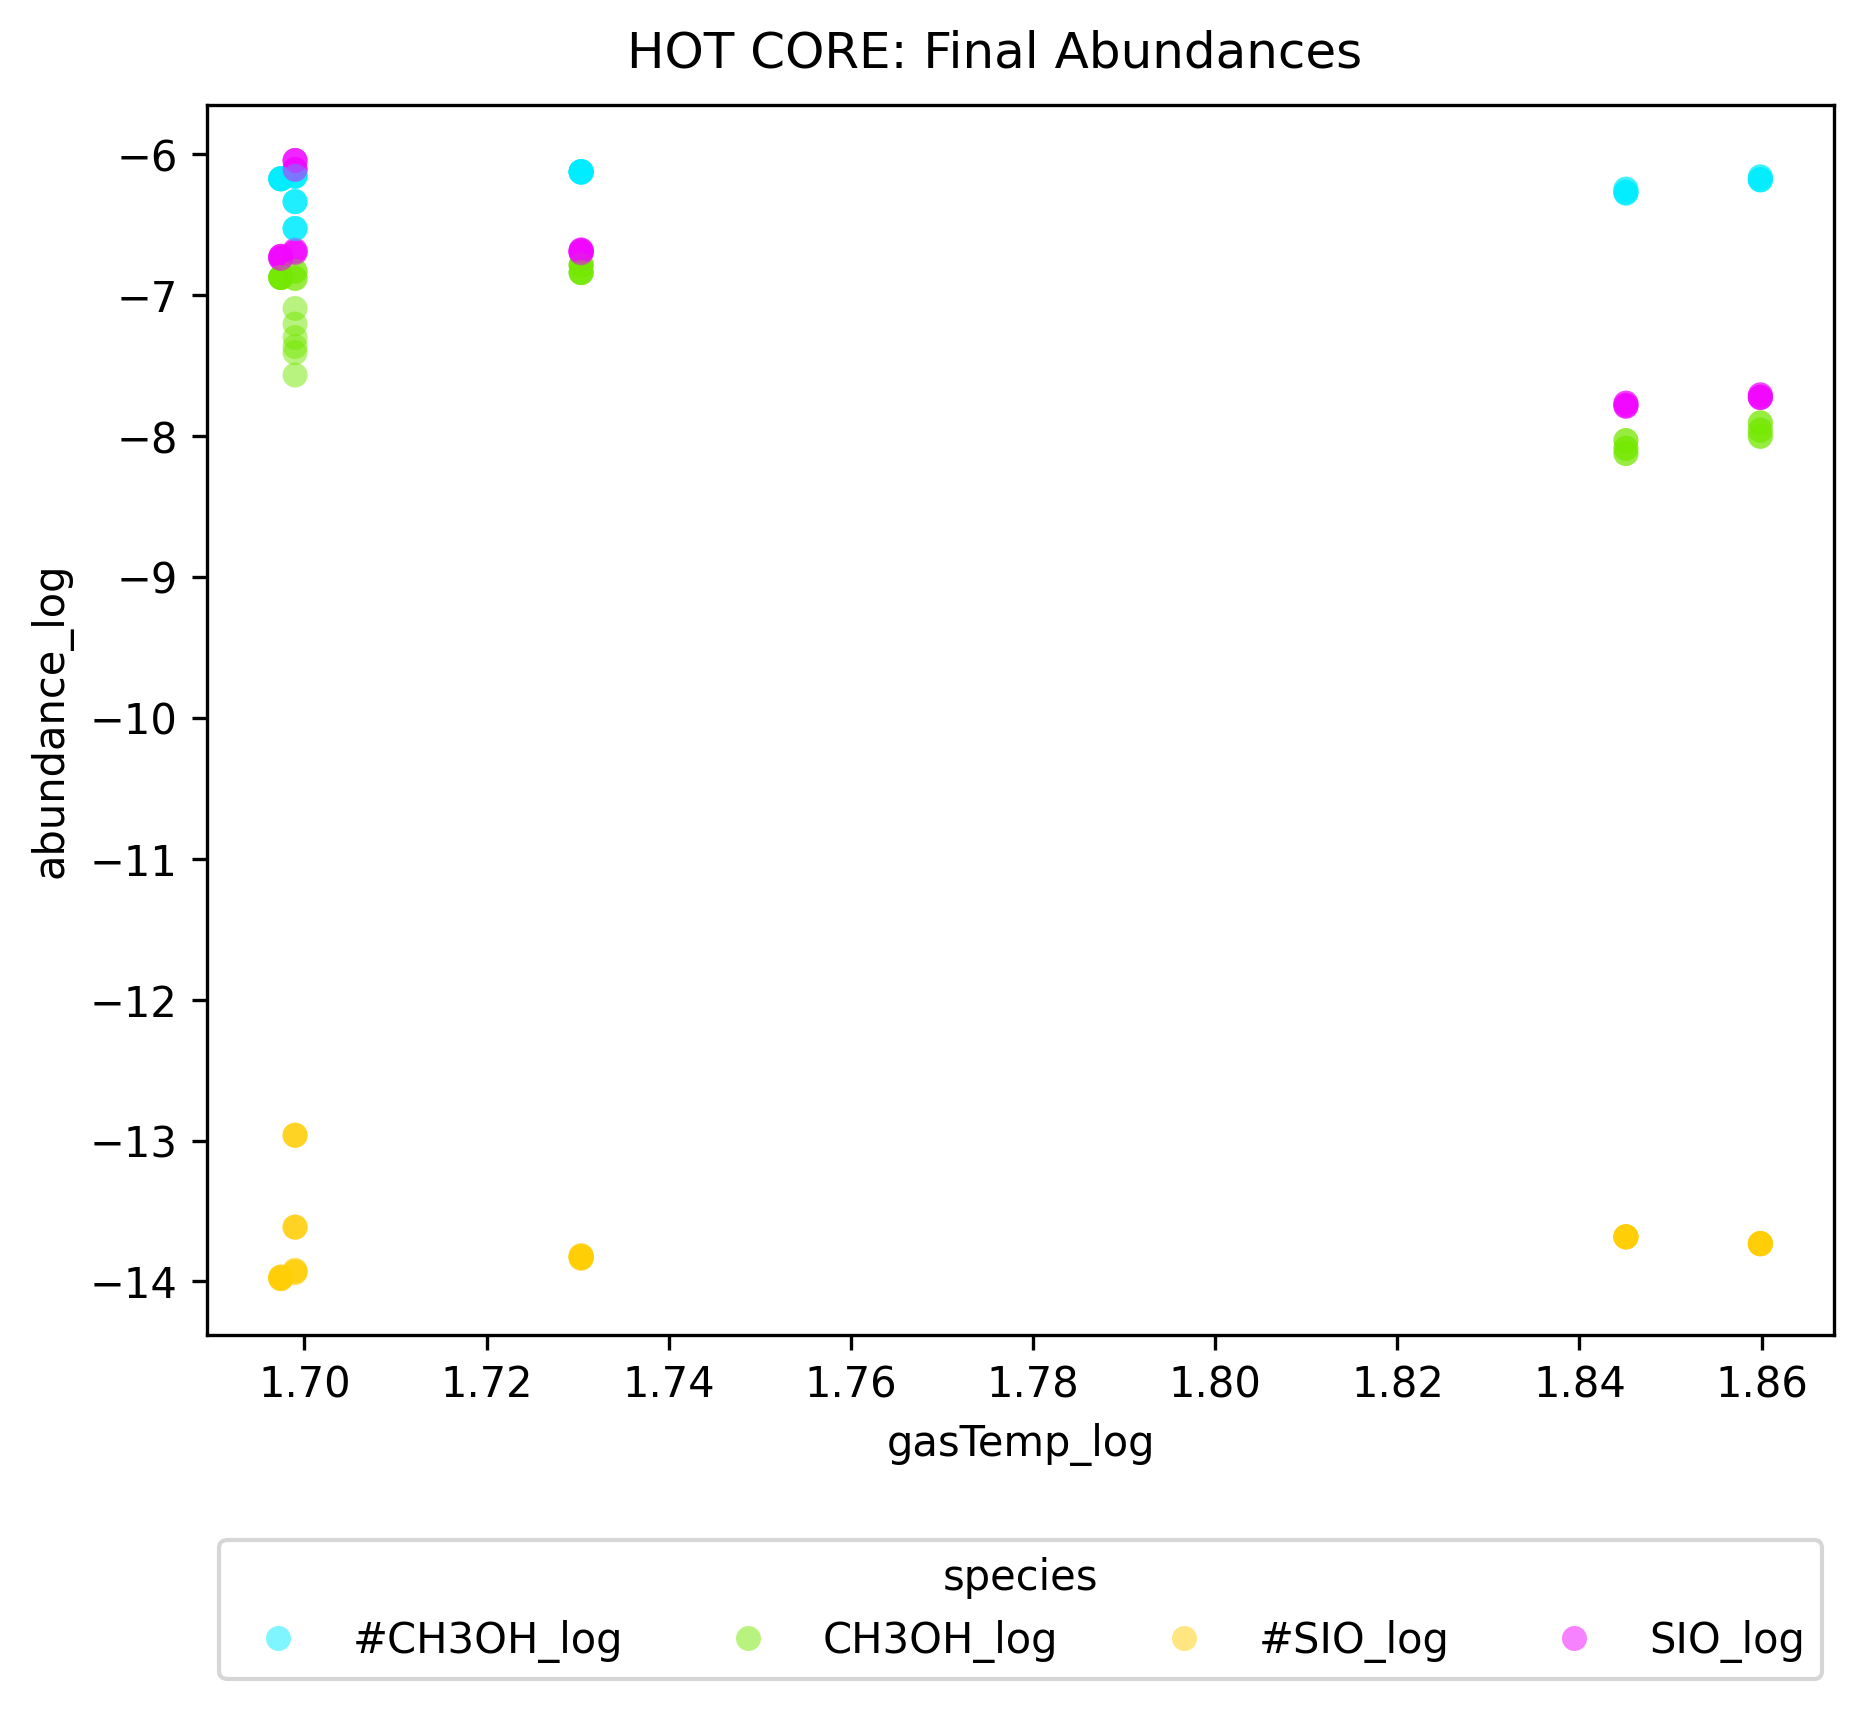 HOT CORE: Final Abundances
−6
−7
−8
−9
−10
−11
−12
−13
−14
abundance_log
1.70 1.72 1.74 1.76 1.78 1.80 1.82 1.84 1.86
gasTemp_log
species
#CH3OH_log CH3OH_log #SIO_log SIO_log